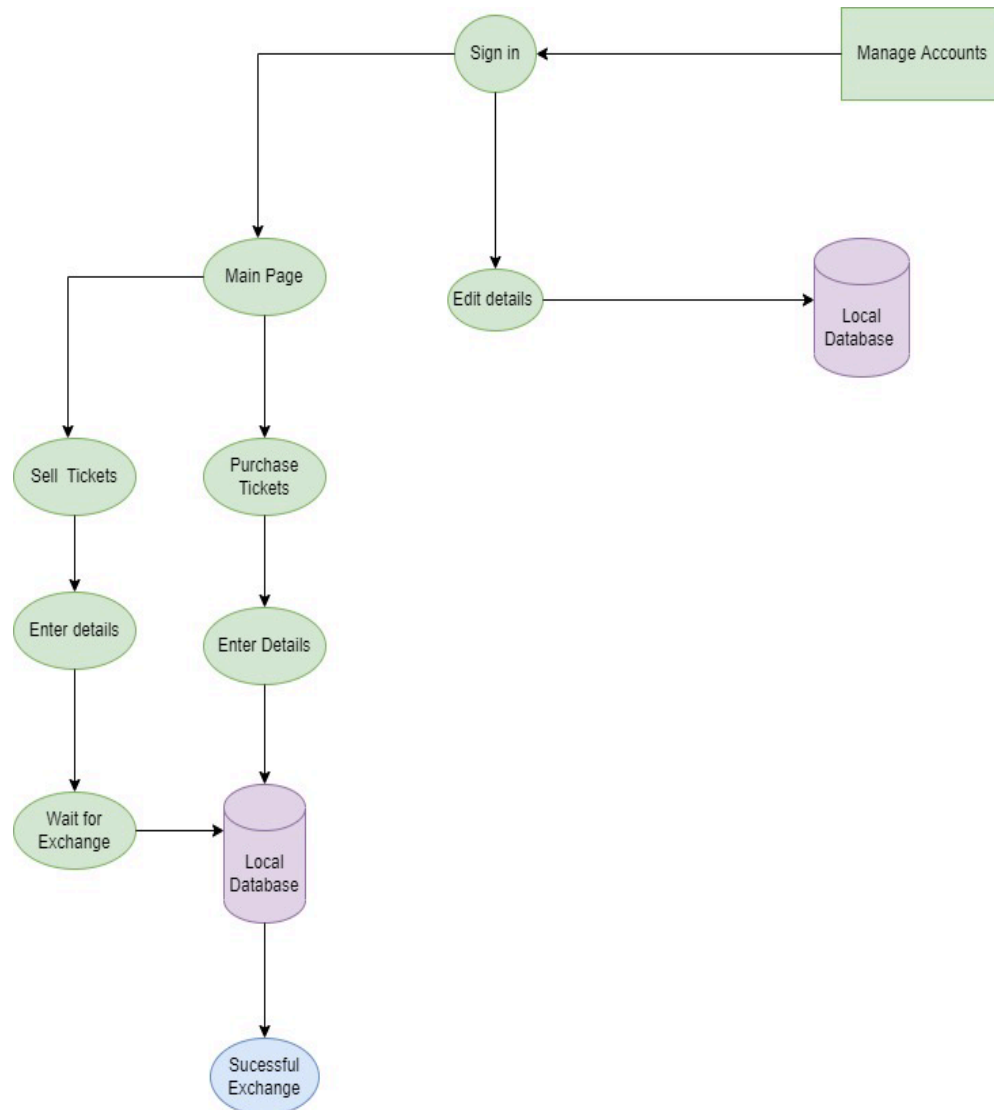 Sign in
Manage Accounts
Main Page
Edit details
Local
Database
Sell Tickets
Purchase
Tickets
Enter details
Enter Details
Wait for
Exchange
Local
Database
Sucessful
Exchange